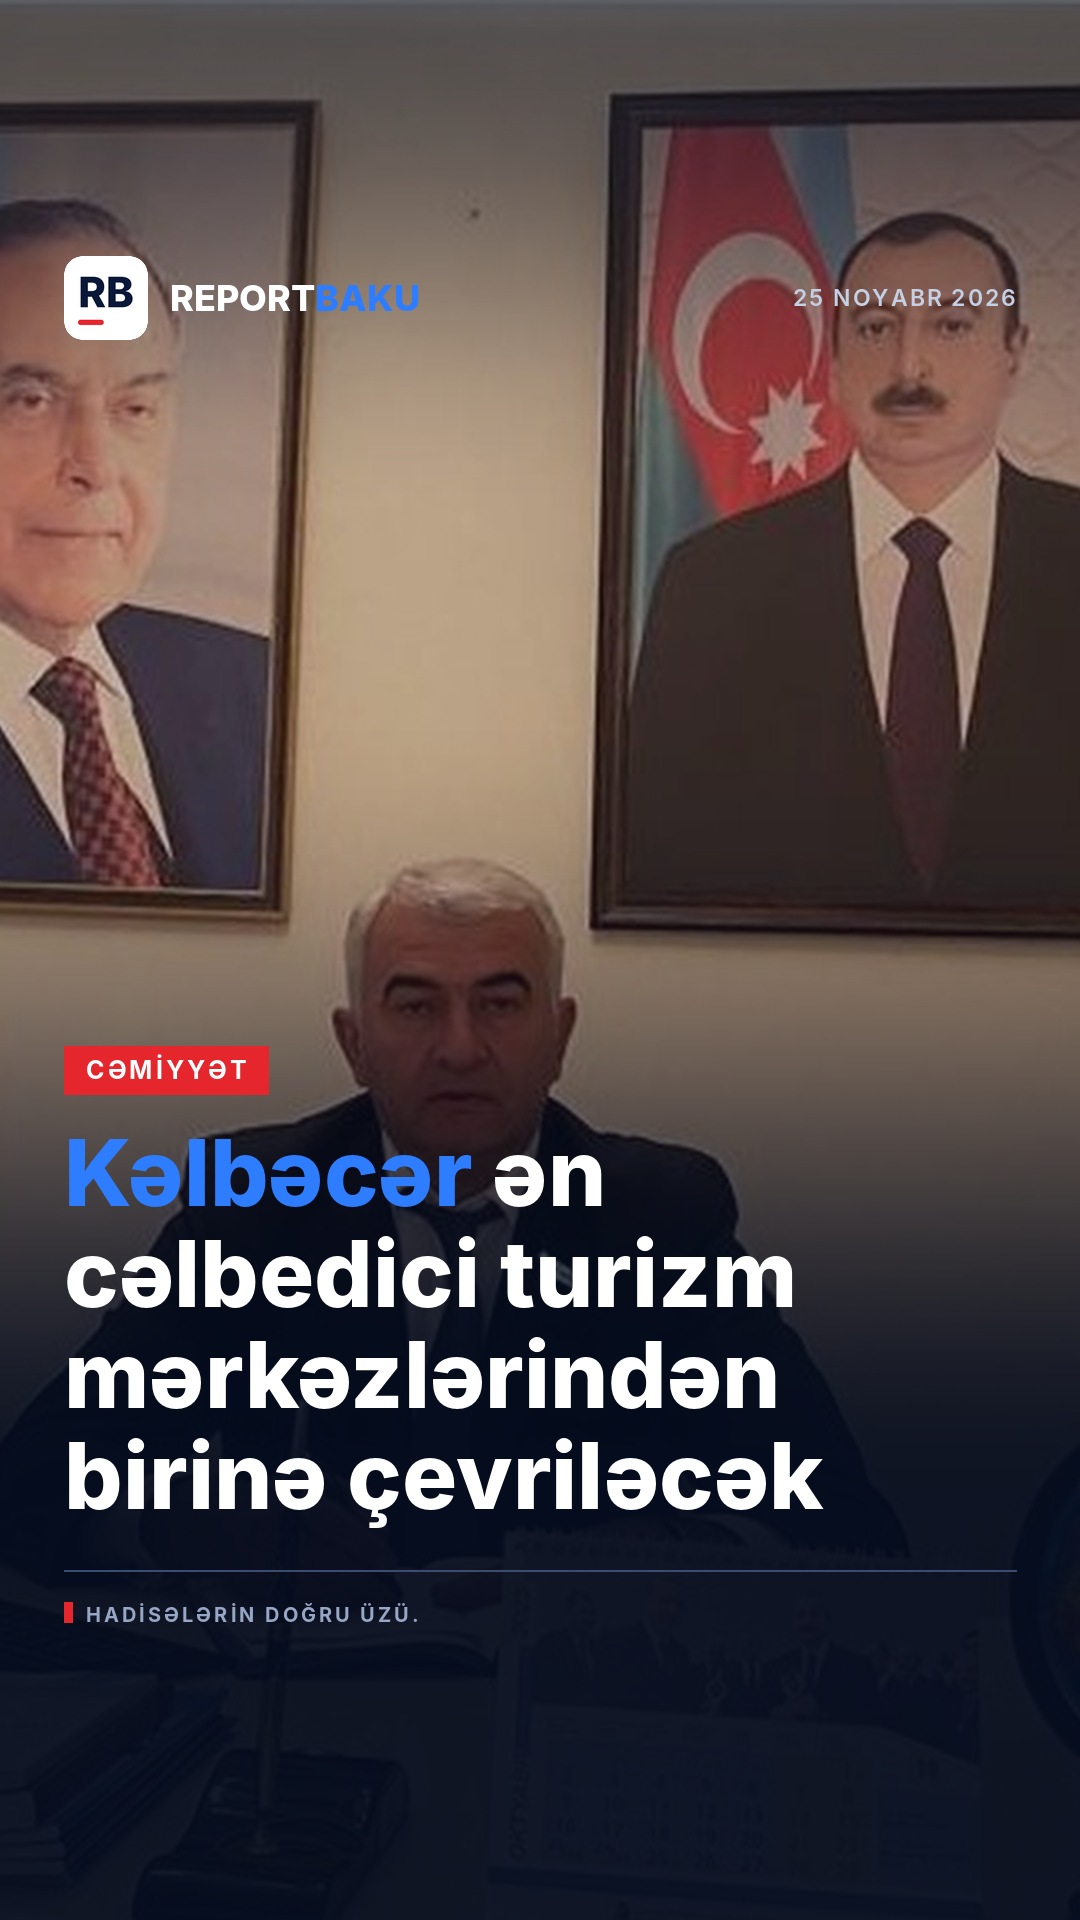 RB REPORTBAKU
25 NOYABR 2026
CƏMİYYƏT
Kəlbəcər ən
cəlbedici turizm
mərkəzlərindən
birinə çevriləcək
HADİSƏLƏRİN DOĞRU ÜZÜ.